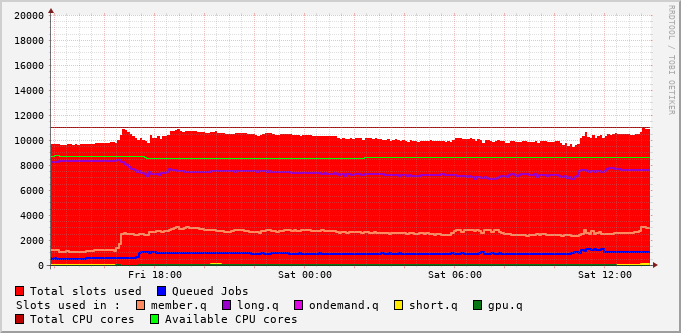 20000
18000
16000
14000
12000
10000
8000
6000
4000
2000
0
Fri 18:00 Sat 00:00 Sat 06:00 Sat 12:00
RRDTOOL / TOBI OETIKER
Total slots used Queued Jobs
Slots used in : member.q long.q ondemand.q short.q gpu.q
Total CPU cores Available CPU cores